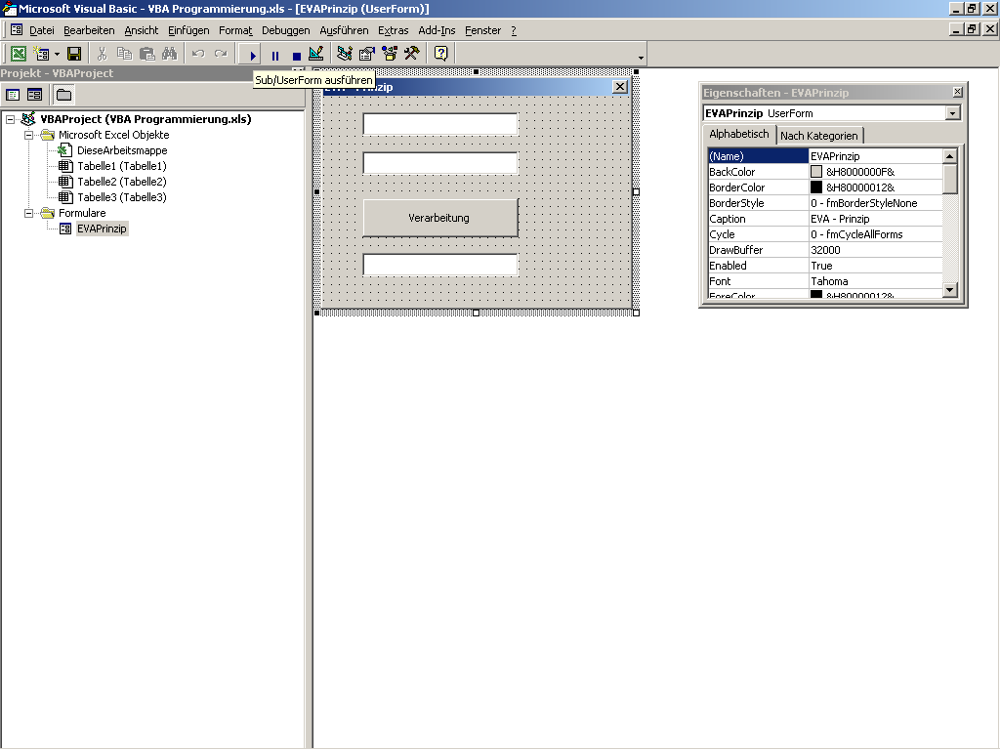 Microsoft Visual Basic - VBA Programmierung.xls - [EVAPrinzip (UserForm)]
Datei Bearbeiten Ansicht Einfügen Format Debuggen Ausführen Extras Add-Ins Fenster ?
Projekt - VBAProject
Sub/UserForm ausführen
VBAProject (VBA Programmierung.xls)
Microsoft Excel Objekte
DieseArbeitsmappe
Tabelle1 (Tabelle1)
Tabelle2 (Tabelle2)
Tabelle3 (Tabelle3)
Formulare
EVAPrinzip
Verarbeitung
Eigenschaften - EVAPrinzip
EVAPrinzip UserForm
Alphabetisch Nach Kategorien
(Name) EVAPrinzip
BackColor &H8000000F&
BorderColor &H80000012&
BorderStyle 0 - fmBorderStyleNone
Caption EVA - Prinzip
Cycle 0 - fmCycleAllForms
DrawBuffer 32000
Enabled True
Font Tahoma
ForeColor &H80000012&